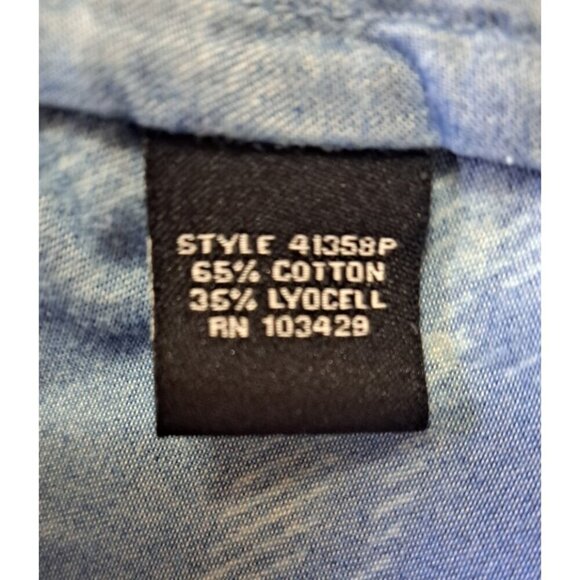 STYLE 41358P
65% COTTON
35% LYOCELL
RN 103429